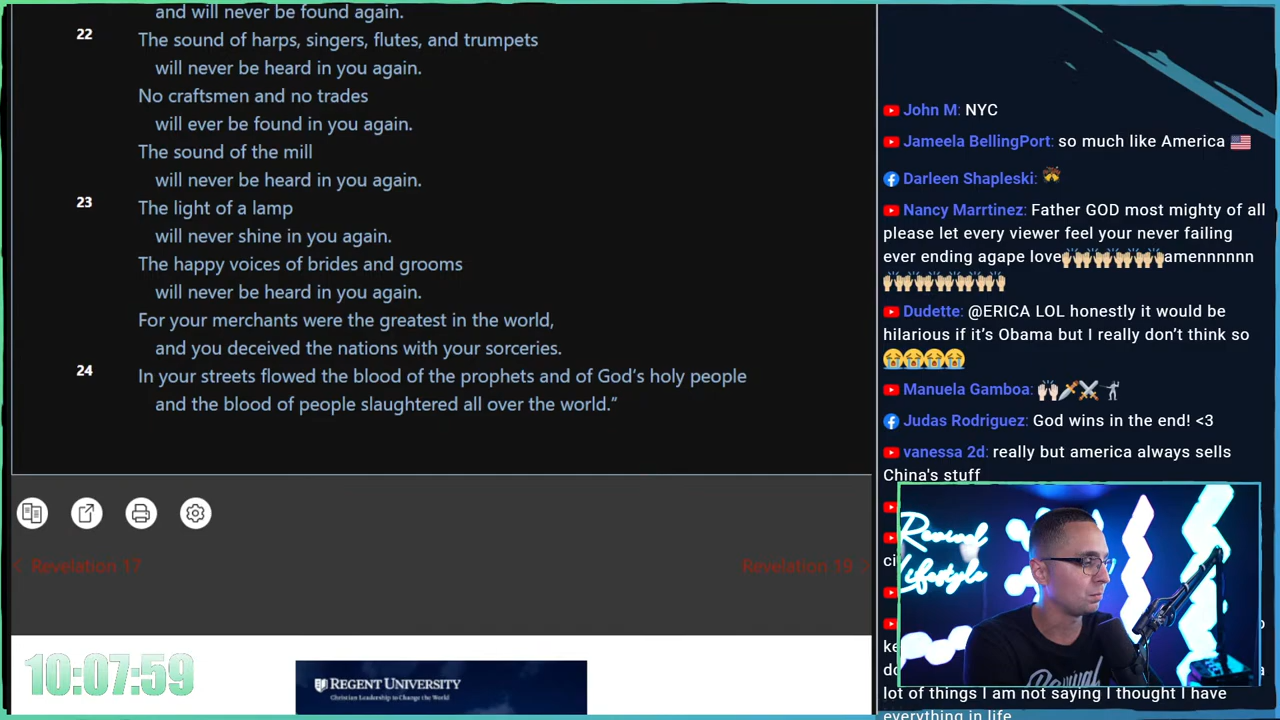 and will never be found again.
22 The sound of harps, singers, flutes, and trumpets
will never be heard in you again.
No craftsmen and no trades
will ever be found in you again.
The sound of the mill
will never be heard in you again.
23 The light of a lamp
will never shine in you again.
The happy voices of brides and grooms
will never be heard in you again.
For your merchants were the greatest in the world,
and you deceived the nations with your sorceries.
24 In your streets flowed the blood of the prophets and of God’s holy people
and the blood of people slaughtered all over the world.”
< Revelation 17
Revelation 19 >
REGENT UNIVERSITY
Christian Leadership to Change the World
10:07:59
John M: NYC
Jameela BellingPort: so much like America 🇺🇸
Darleen Shapleski:
Nancy Marrtinez: Father GOD most mighty of all
please let every viewer feel your never failing
ever ending agape love🙌🏼🙌🏼🙌🏼🙌🏼🙌🏼amennnnnn
🙌🏼🙌🏼🙌🏼🙌🏼🙌🏼🙌🏼
Dudette: @ERICA LOL honestly it would be
hilarious if it’s Obama but I really don’t think so
😭😭😭😭
Manuela Gamboa: 🙌🏻🗡️⚔️🤺
Judas Rodriguez: God wins in the end! <3
vanessa 2d: really but america always sells
China's stuff
ci
ke
do
lot of things I am not saying I thought I have
everything in life
Revival
Lifestyle
Revival